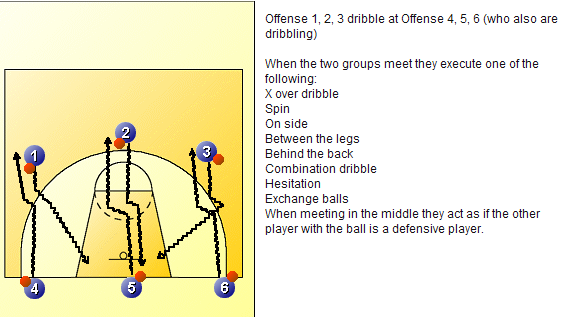 Offense 1, 2, 3 dribble at Offense 4, 5, 6 (who also are
dribbling)
When the two groups meet they execute one of the
following:
X over dribble
Spin
On side
Between the legs
Behind the back
Combination dribble
Hesitation
Exchange balls
When meeting in the middle they act as if the other
player with the ball is a defensive player.
2
1
3
4
5
6